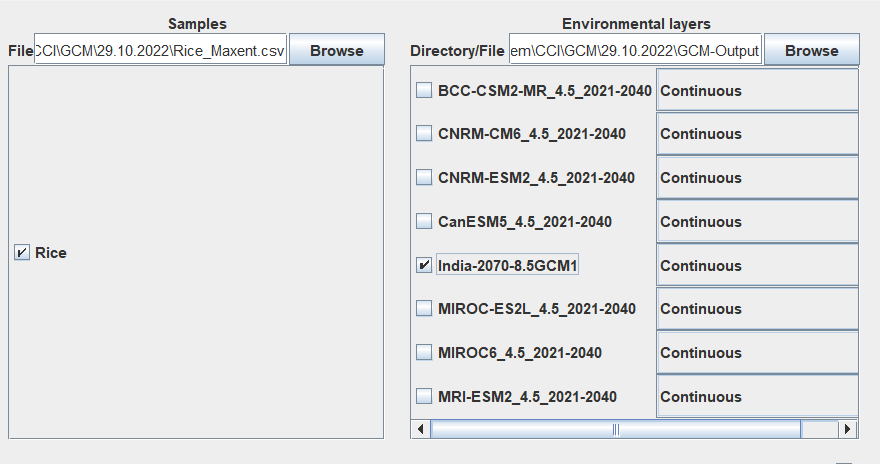 Samples
File CCI\GCM\29.10.2022\Rice_Maxent.csv Browse
Rice
Environmental layers
Directory/File em\CCI\GCM\29.10.2022\GCM-Output Browse
BCC-CSM2-MR_4.5_2021-2040 Continuous
CNRM-CM6_4.5_2021-2040 Continuous
CNRM-ESM2_4.5_2021-2040 Continuous
CanESM5_4.5_2021-2040 Continuous
India-2070-8.5GCM1 Continuous
MIROC-ES2L_4.5_2021-2040 Continuous
MIROC6_4.5_2021-2040 Continuous
MRI-ESM2_4.5_2021-2040 Continuous